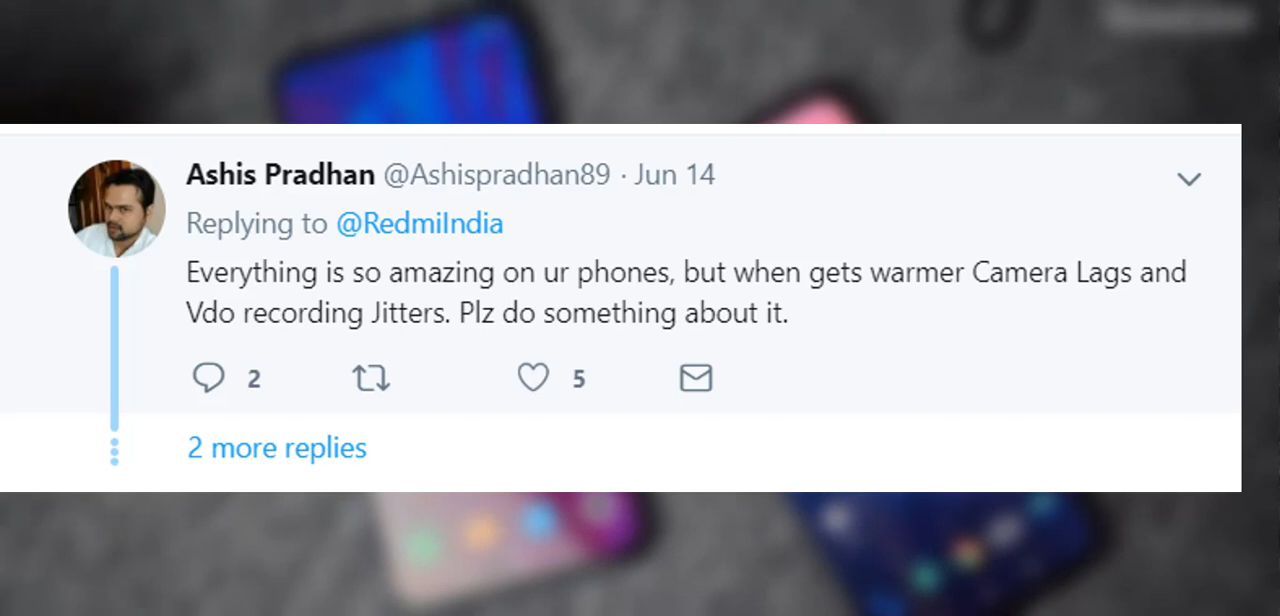 Ashis Pradhan @Ashispradhan89 · Jun 14
Replying to @RedmiIndia
Everything is so amazing on ur phones, but when gets warmer Camera Lags and
Vdo recording Jitters. Plz do something about it.
2 5
2 more replies